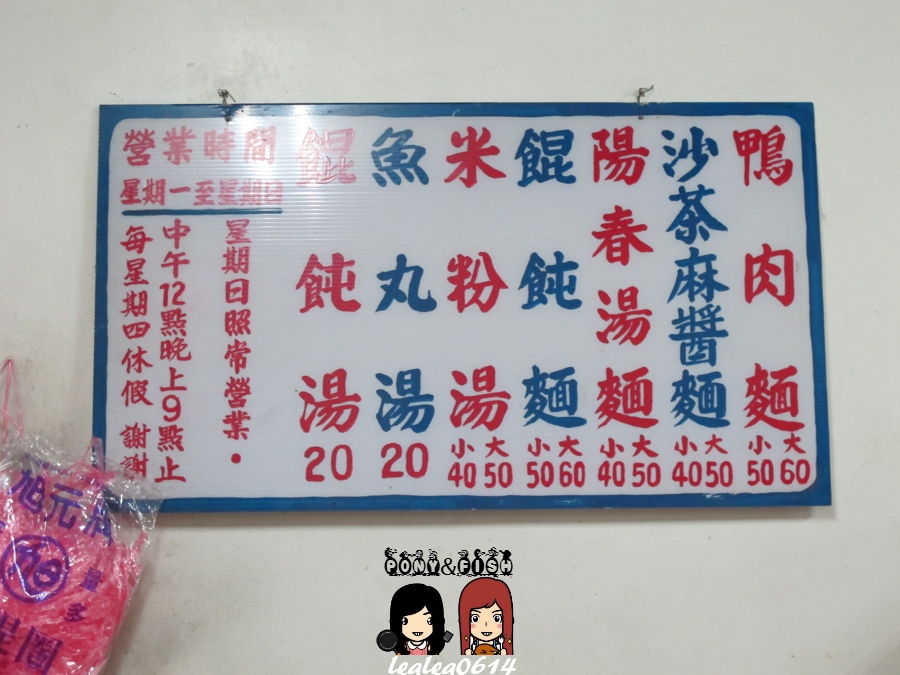 鴨肉麵
小50 大60
沙茶麻醬麵
小40 大50
陽春湯麵
小40 大50
餛飩麵
小50 大60
米粉湯
小40 大50
魚丸湯
20
餛飩湯
20
營業時間
星期一至星期日
星期日照常營業・
中午12點晚上9點止
每星期四休假 謝謝
旭元
量多
PONY&FISH
lealea0614